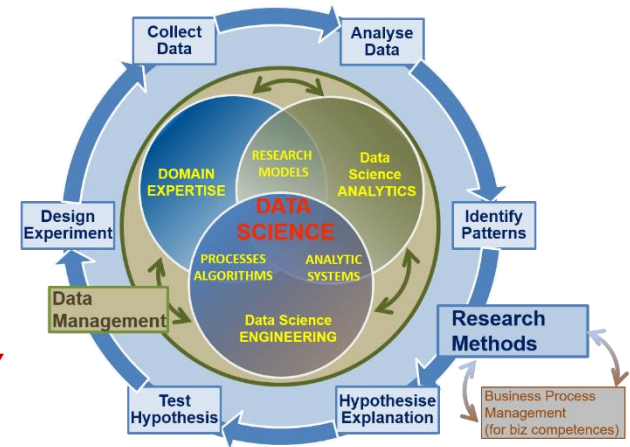 Collect
Data
Analyse
Data
RESEARCH
MODELS
DOMAIN
EXPERTISE
Data
Science
ANALYTICS
DATA
SCIENCE
Design
Experiment
Identify
Patterns
PROCESSES
ALGORITHMS
ANALYTIC
SYSTEMS
Data
Management
Data Science
ENGINEERING
Research
Methods
Test
Hypothesis
Hypothesise
Explanation
Business Process
Management
(for biz competences)